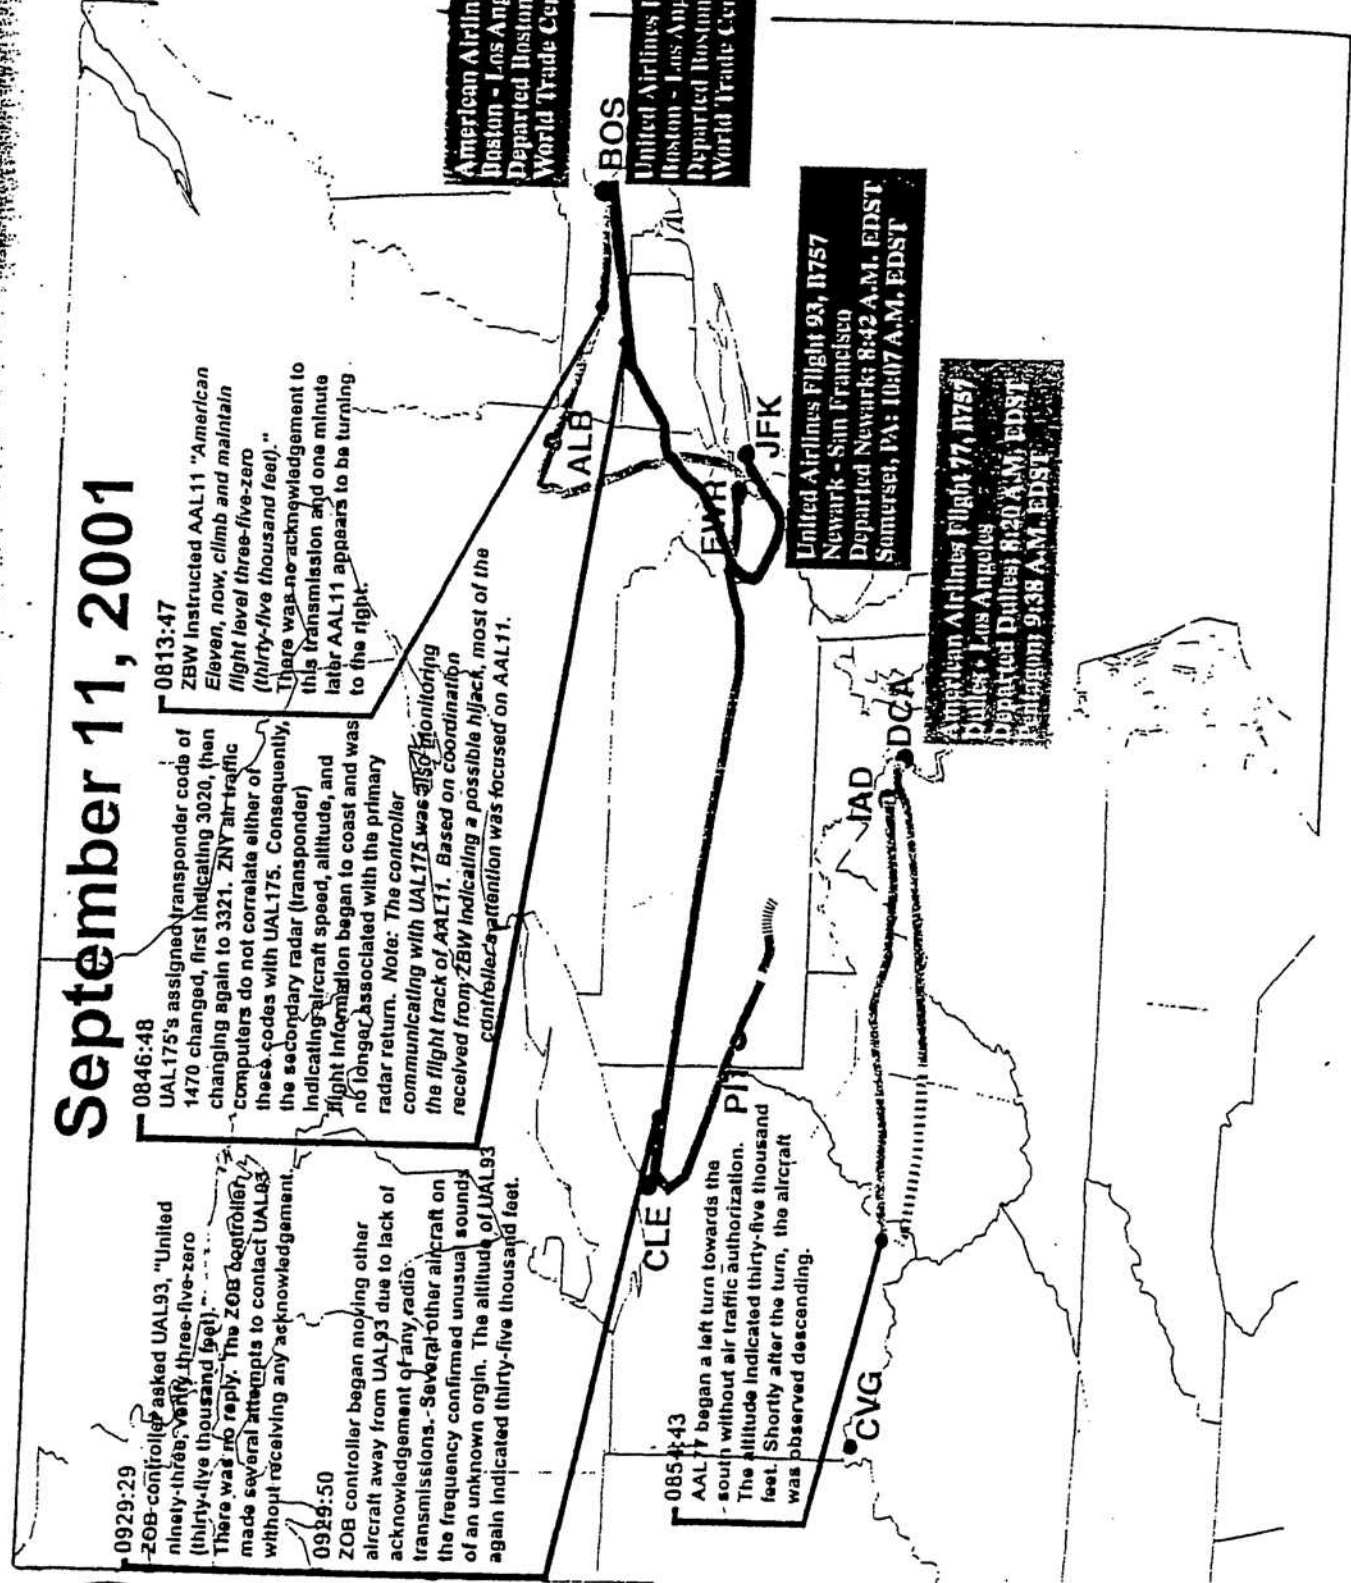 September 11, 2001
0929:29
ZOB controller asked UAL93, "United
ninety-three, verify three-five-zero
(thirty-five thousand feet)."
There was no reply. The ZOB controller
made several attempts to contact UAL93
without receiving any acknowledgement.
0929:50
ZOB controller began moving other
aircraft away from UAL93 due to lack of
acknowledgement of any radio
transmissions. Several other aircraft on
the frequency confirmed unusual sounds
of an unknown orgin. The altitude of UAL93
again indicated thirty-five thousand feet.
0846:48
UAL175's assigned transponder code of
1470 changed, first indicating 3020, then
changing again to 3321. ZNY air traffic
computers do not correlate either of
these codes with UAL175. Consequently,
the secondary radar (transponder)
indicating aircraft speed, altitude, and
flight information began to coast and was
no longer associated with the primary
radar return. Note: The controller
communicating with UAL175 was also monitoring
the flight track of AAL11. Based on coordination
received from ZBW indicating a possible hijack, most of the
controller's attention was focused on AAL11.
0813:47
ZBW instructed AAL11 "American
Eleven, now, climb and maintain
flight level three-five-zero
(thirty-five thousand feet)."
There was no acknowledgement to
this transmission and one minute
later AAL11 appears to be turning
to the right.
American Airlin
Boston - Los Ang
Departed Boston
World Trade Cen
BOS
United Airlines
Boston - Los Ang
Departed Boston
World Trade Cen
ALB
EWR
JFK
CLE
PIT
United Airlines Flight 93, B757
Newark - San Francisco
Departed Newark: 8:42 A.M. EDST
Somerset, PA: 10:07 A.M. EDST
0854:43
AAL77 began a left turn towards the
south without air traffic authorization.
The altitude indicated thirty-five thousand
feet. Shortly after the turn, the aircraft
was observed descending.
CVG
IAD
DCA
American Airlines Flight 77, B757
Dulles - Los Angeles
Departed Dulles: 8:20 A.M. EDST
Pentagon: 9:38 A.M. EDST